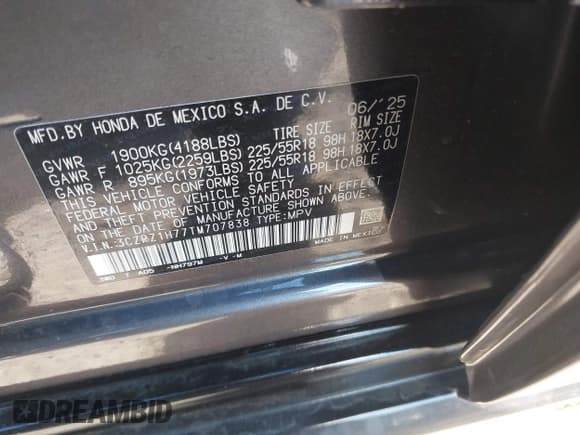 MFD.BY HONDA DE MEXICO S.A. DE C.V. 06/'25
TIRE SIZE RIM SIZE
GVWR 1900KG(4188LBS)
GAWR F 1025KG(2259LBS) 225/55R18 98H 18X7.0J
GAWR R 895KG(1973LBS) 225/55R18 98H 18X7.0J
THIS VEHICLE CONFORMS TO ALL APPLICABLE
FEDERAL MOTOR VEHICLE SAFETY
AND THEFT PREVENTION STANDARDS IN EFFECT
ON THE DATE OF MANUFACTURE SHOWN ABOVE.
V.I.N.:3CZRZ1H77TM707838 TYPE:MPV
A05 -NH797M -V -M
MADE IN MEXICO
DREAMBID